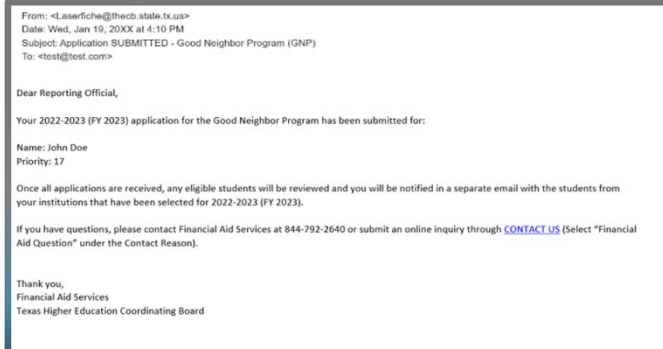 From: <Laserfiche@thecb.state.tx.us>
Date: Wed, Jan 19, 20XX at 4:10 PM
Subject: Application SUBMITTED - Good Neighbor Program (GNP)
To: <test@test.com>
Dear Reporting Official,
Your 2022-2023 (FY 2023) application for the Good Neighbor Program has been submitted for:
Name: John Doe
Priority: 17
Once all applications are received, any eligible students will be reviewed and you will be notified in a separate email with the students from
your institutions that have been selected for 2022-2023 (FY 2023).
If you have questions, please contact Financial Aid Services at 844-792-2640 or submit an online inquiry through CONTACT US (Select “Financial
Aid Question” under the Contact Reason).
Thank you,
Financial Aid Services
Texas Higher Education Coordinating Board